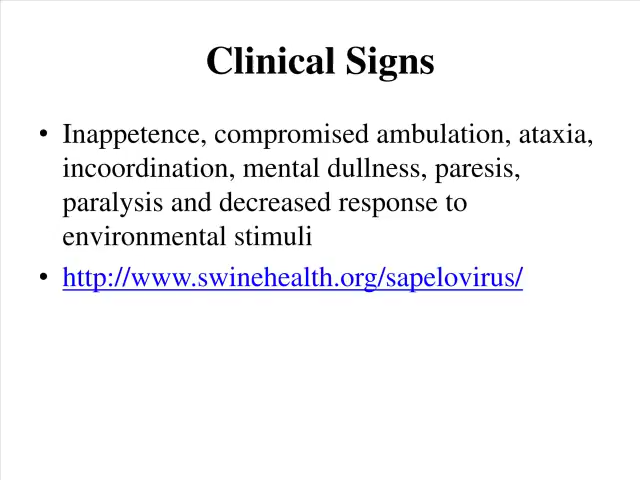 Clinical Signs
• Inappetence, compromised ambulation, ataxia,
incoordination, mental dullness, paresis,
paralysis and decreased response to
environmental stimuli
• http://www.swinehealth.org/sapelovirus/